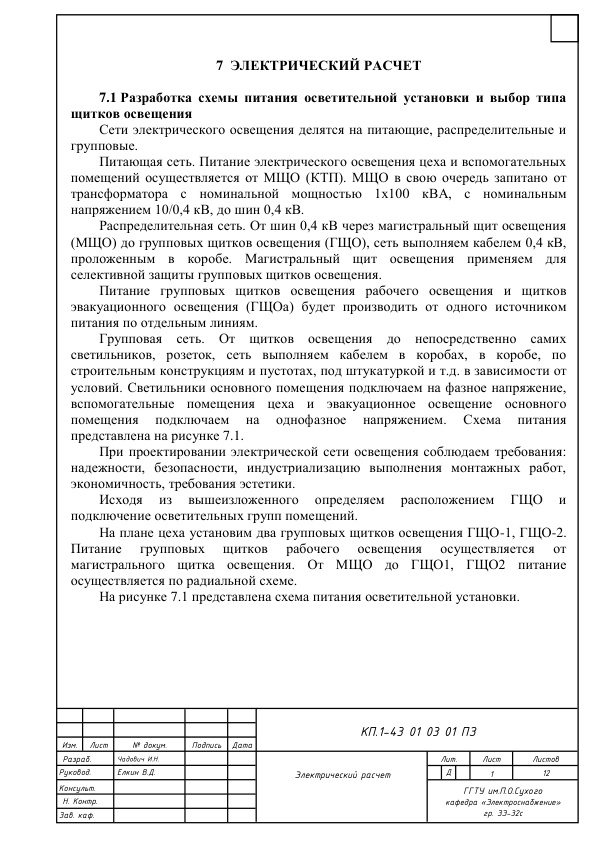 7 ЭЛЕКТРИЧЕСКИЙ РАСЧЕТ
7.1 Разработка схемы питания осветительной установки и выбор типа
щитков освещения
Сети электрического освещения делятся на питающие, распределительные и
групповые.
Питающая сеть. Питание электрического освещения цеха и вспомогательных
помещений осуществляется от МЩО (КТП). МЩО в свою очередь запитано от
трансформатора с номинальной мощностью 1х100 кВА, с номинальным
напряжением 10/0,4 кВ, до шин 0,4 кВ.
Распределительная сеть. От шин 0,4 кВ через магистральный щит освещения
(МЩО) до групповых щитков освещения (ГЩО), сеть выполняем кабелем 0,4 кВ,
проложенным в коробе. Магистральный щит освещения применяем для
селективной защиты групповых щитков освещения.
Питание групповых щитков освещения рабочего освещения и щитков
эвакуационного освещения (ГЩОа) будет производить от одного источником
питания по отдельным линиям.
Групповая сеть. От щитков освещения до непосредственно самих
светильников, розеток, сеть выполняем кабелем в коробах, в коробе, по
строительным конструкциям и пустотах, под штукатуркой и т.д. в зависимости от
условий. Светильники основного помещения подключаем на фазное напряжение,
вспомогательные помещения цеха и эвакуационное освещение основного
помещения подключаем на однофазное напряжением. Схема питания
представлена на рисунке 7.1.
При проектировании электрической сети освещения соблюдаем требования:
надежности, безопасности, индустриализацию выполнения монтажных работ,
экономичность, требования эстетики.
Исходя из вышеизложенного определяем расположением ГЩО и
подключение осветительных групп помещений.
На плане цеха установим два групповых щитков освещения ГЩО-1, ГЩО-2.
Питание групповых щитков рабочего освещения осуществляется от
магистрального щитка освещения. От МЩО до ГЩО1, ГЩО2 питание
осуществляется по радиальной схеме.
На рисунке 7.1 представлена схема питания осветительной установки.
КП.1-43 01 03 01 ПЗ
Изм. Лист № докум. Подпись Дата
Разраб. Чадович И.Н.
Руковод. Елкин В.Д.
Консульт.
Н. Контр.
Зав. каф.
Электрический расчет
Лит. Лист Листов
Д 1 12
ГГТУ им.П.О.Сухого
кафедра «Электроснабжение»
гр. ЗЭ-32с